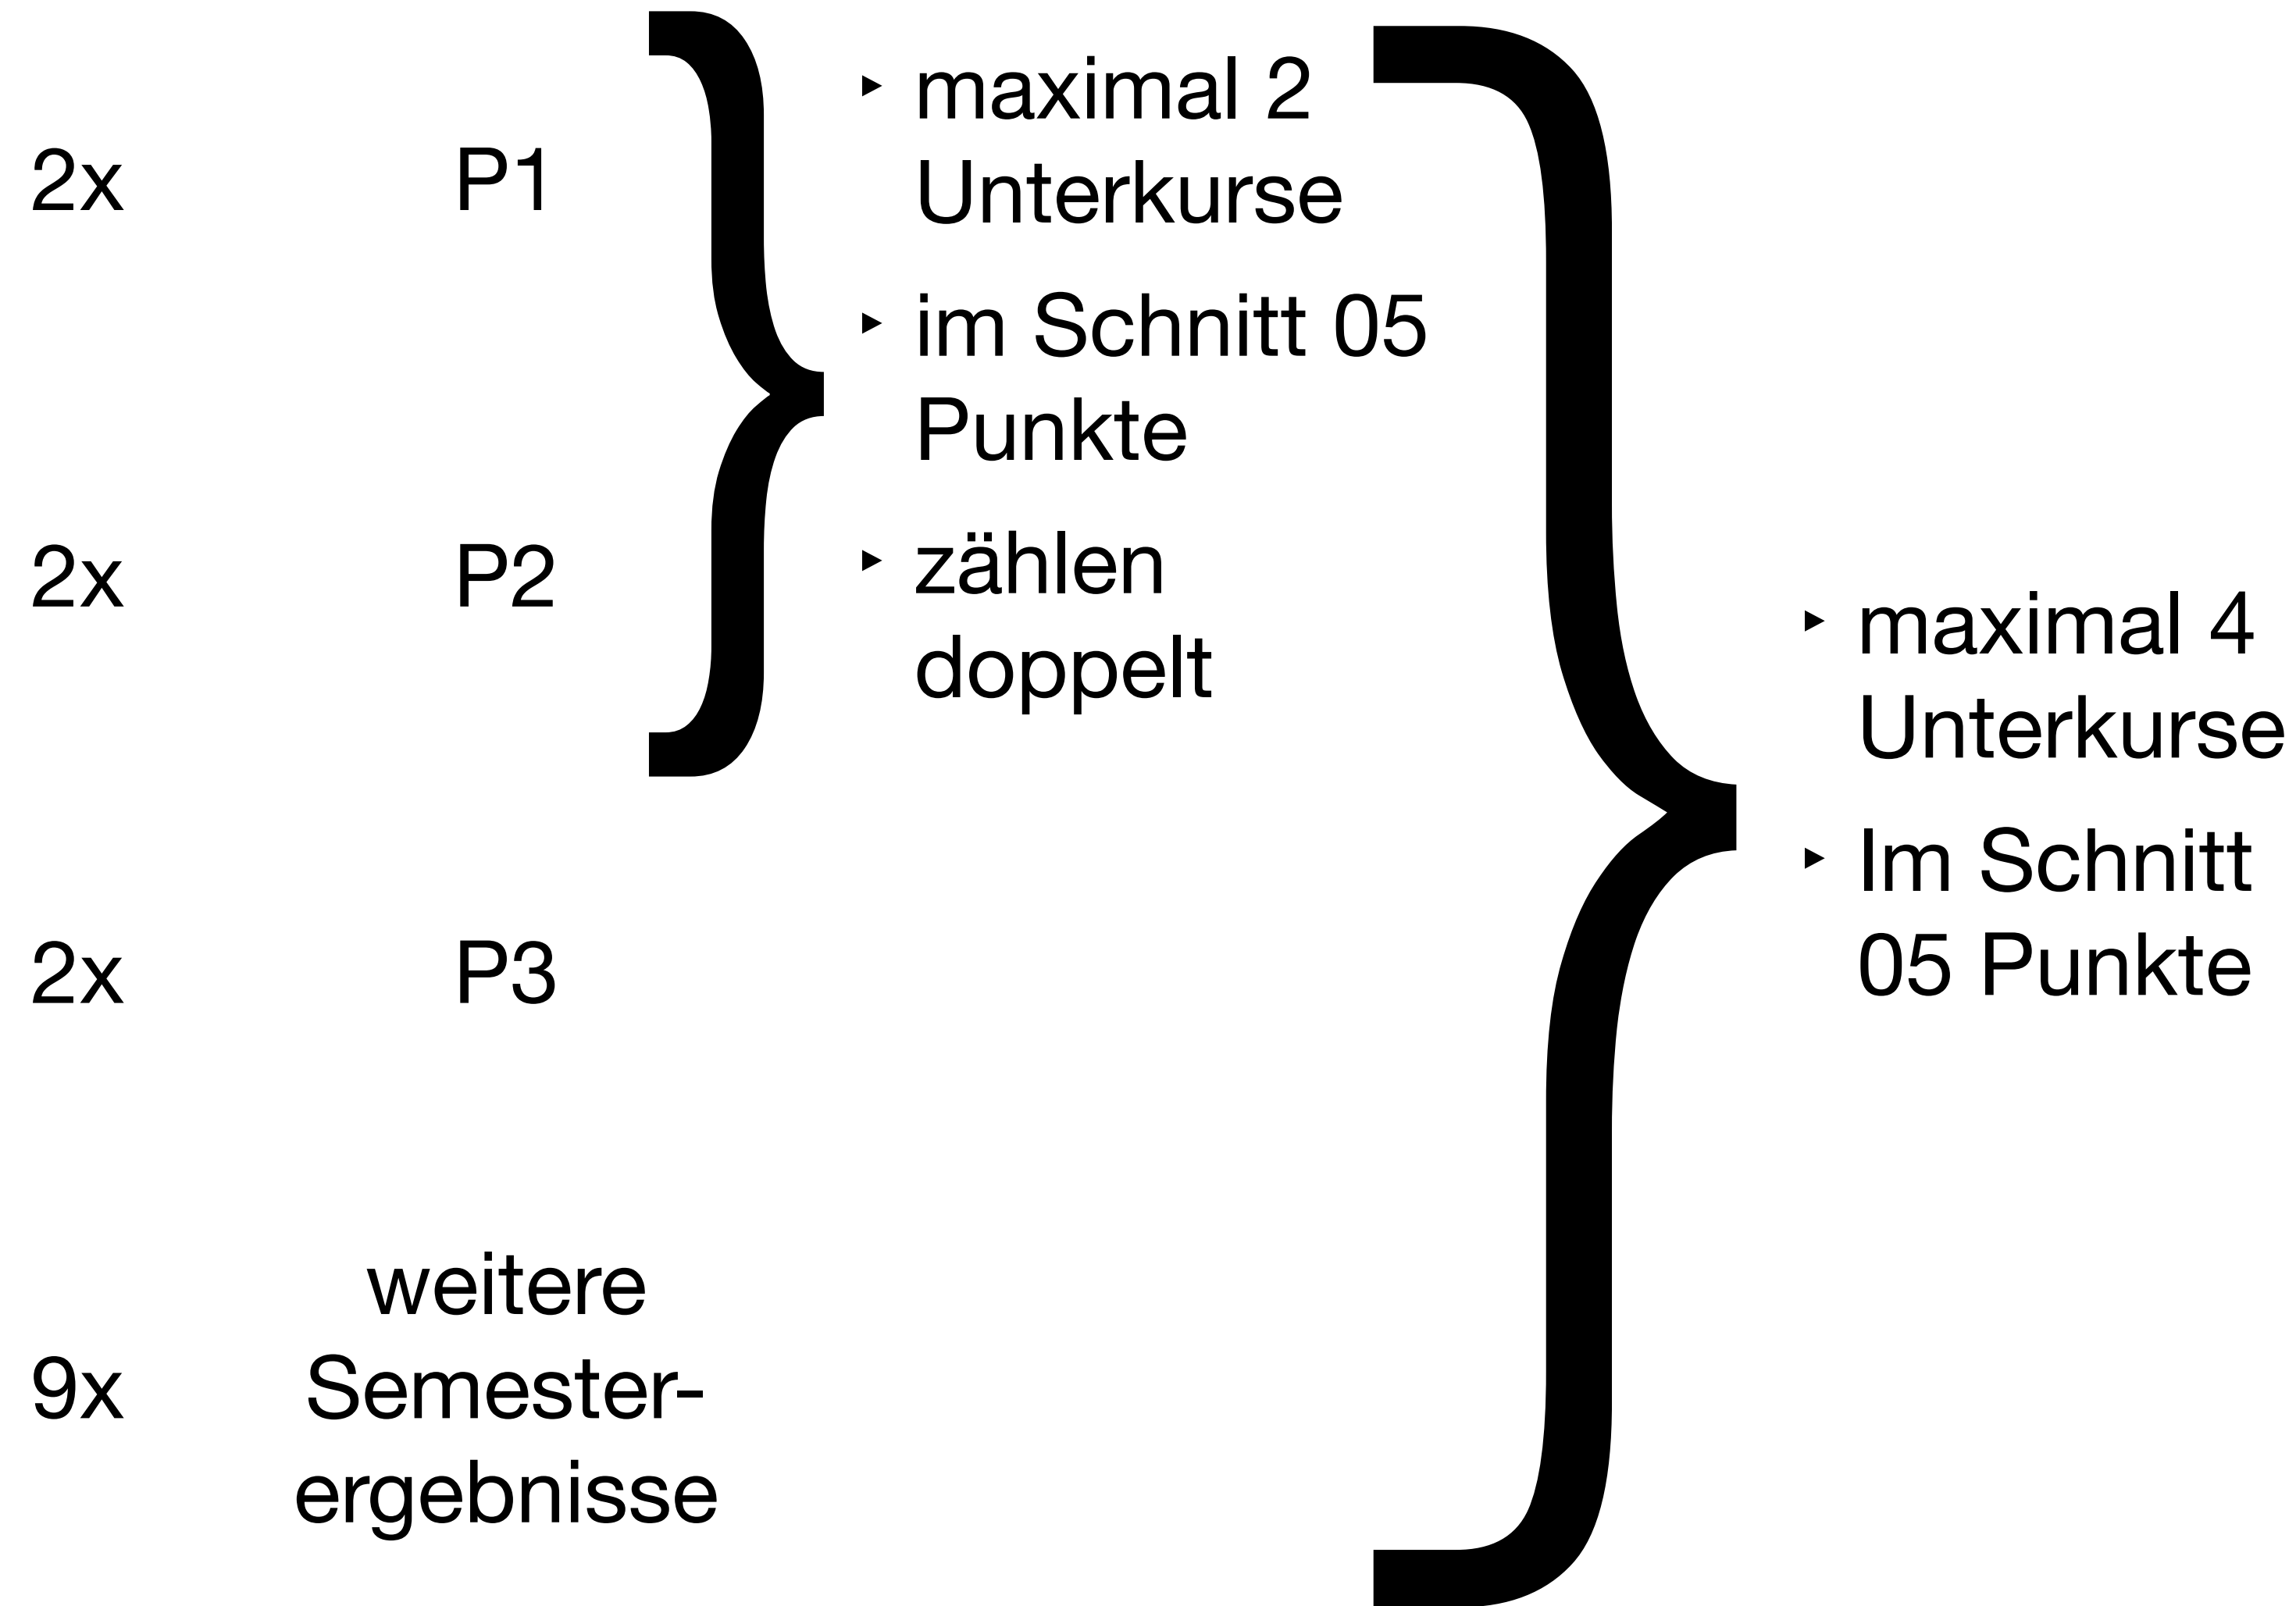 2x
P1
2x
P2
2x
P3
9x
weitere
Semester-
ergebnisse
‣ maximal 2
Unterkurse
‣ im Schnitt 05
Punkte
‣ zählen
doppelt
‣ maximal 4
Unterkurse
‣ Im Schnitt
05 Punkte